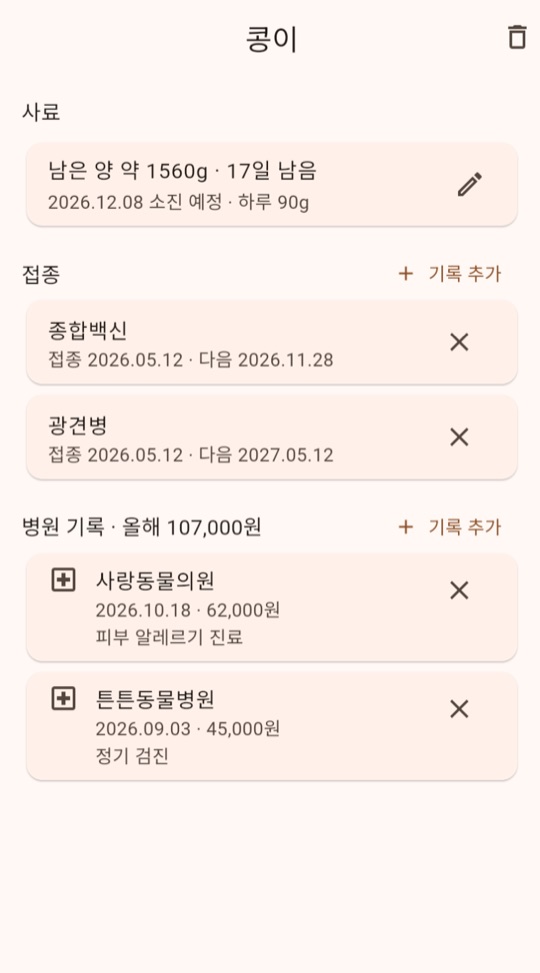 콩이
사료
남은 양 약 1560g · 17일 남음
2026.12.08 소진 예정 · 하루 90g
접종
+ 기록 추가
종합백신
접종 2026.05.12 · 다음 2026.11.28
광견병
접종 2026.05.12 · 다음 2027.05.12
병원 기록 · 올해 107,000원
+ 기록 추가
사랑동물의원
2026.10.18 · 62,000원
피부 알레르기 진료
튼튼동물병원
2026.09.03 · 45,000원
정기 검진